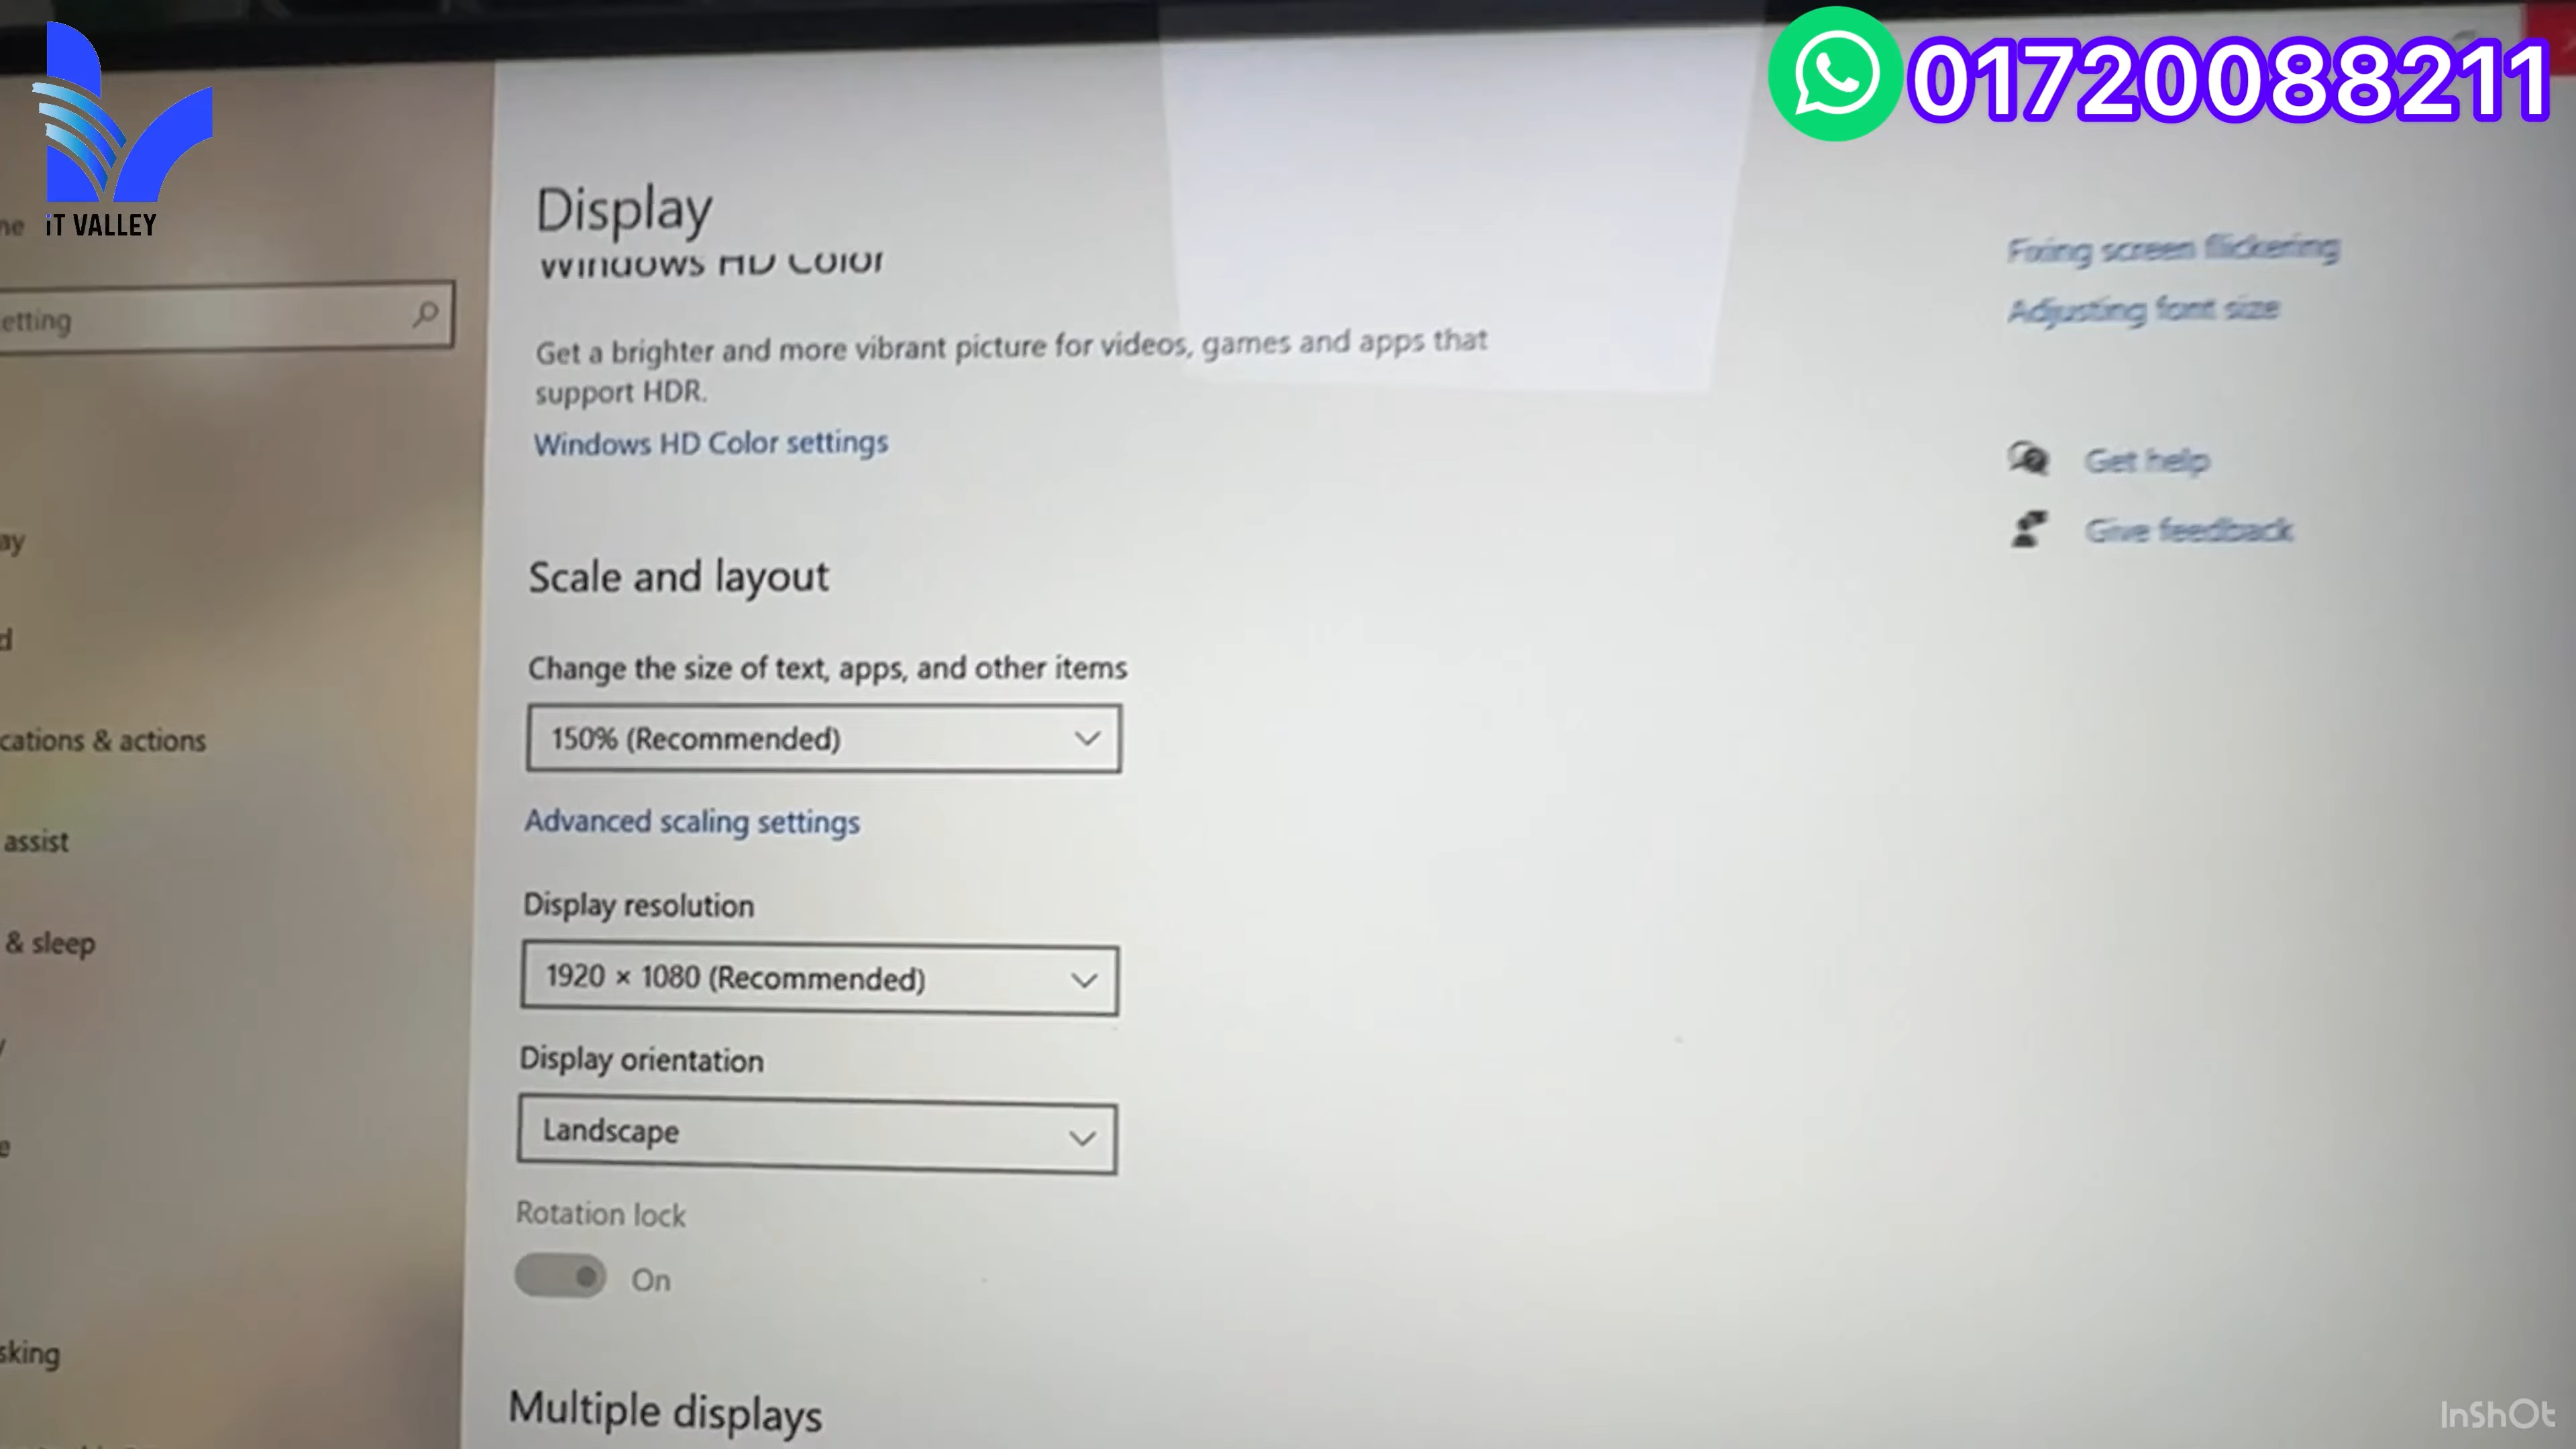 01720088211
iT VALLEY
Display
Windows HD Color
etting
Get a brighter and more vibrant picture for videos, games and apps that
support HDR.
Windows HD Color settings
Fixing screen flickering
Adjusting font size
Get help
Give feedback
ay
d
cations & actions
assist
& sleep
e
sking
Scale and layout
Change the size of text, apps, and other items
150% (Recommended)
Advanced scaling settings
Display resolution
1920 × 1080 (Recommended)
Display orientation
Landscape
Rotation lock
On
Multiple displays
InShOt